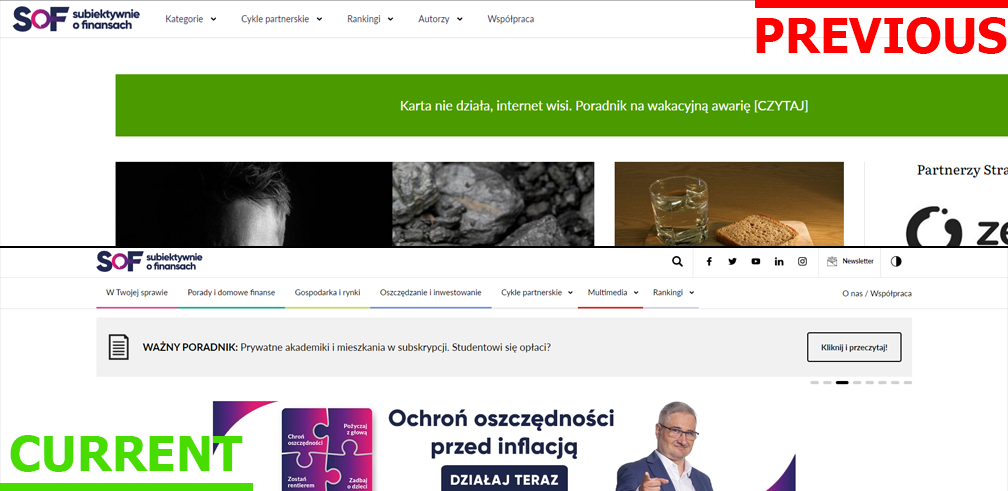 SOF subiektywnie
o finansach
Kategorie Cykle partnerskie Rankingi Autorzy Współpraca
PREVIOUS
Karta nie działa, internet wisi. Poradnik na wakacyjną awarię [CZYTAJ]
Partnerzy Stra
ze
SOF subiektywnie
o finansach
Newsletter
W Twojej sprawie Porady i domowe finanse Gospodarka i rynki Oszczędzanie i inwestowanie Cykle partnerskie Multimedia Rankingi O nas / Współpraca
WAŻNY PORADNIK: Prywatne akademiki i mieszkania w subskrypcji. Studentowi się opłaci?
Kliknij i przeczytaj!
Chroń
oszczędności
Pożyczaj
z głową
Zostań
rentierem
Zadbaj
o dzieci
Ochroń oszczędności
przed inflacją
DZIAŁAJ TERAZ
CURRENT